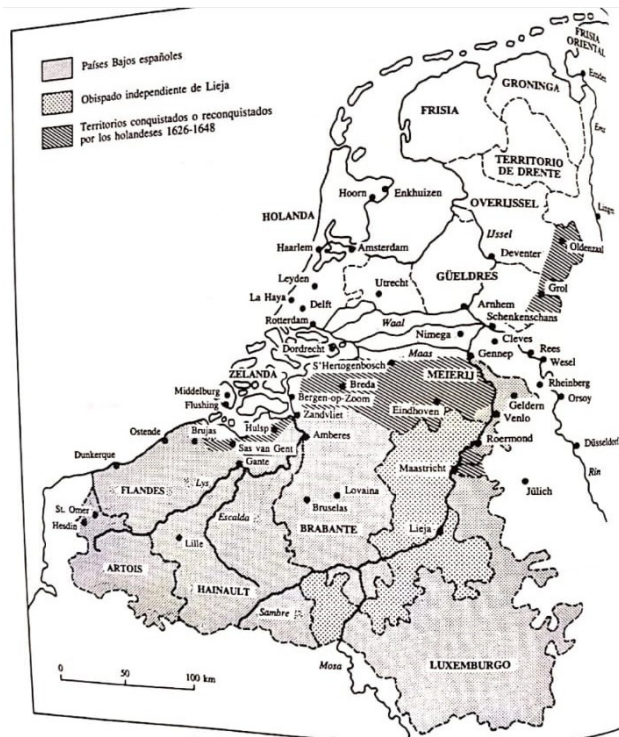 Países Bajos españoles
Obispado independiente de Lieja
Territorios conquistados o reconquistados
por los holandeses 1626-1648
FRISIA
ORIENTAL
Emden
GRONINGA
FRISIA
Ems
TERRITORIO
DE DRENTE
Hoorn
Enkhuizen
OVERIJSSEL
Lingen
HOLANDA
IJssel
Oldenzaal
Haarlem
Amsterdam
Deventer
Leyden
Utrecht
GÜELDRES
Grol
La Haya
Delft
Arnhem
Rotterdam
Waal
Schenkenschans
Nimega
Cleves
Dordrecht
Maas
Rees
S'Hertogenbosch
Gennep
Wesel
ZELANDA
MEIERIJ
Middelburg
Breda
Rheinberg
Flushing
Bergen-op-Zoom
Geldern
Orsoy
Eindhoven
Venlo
Zandvliet
Hulsp
Ostende
Brujas
Amberes
Roermond
Düsseldorf
Sas van Gent
Dunkerque
Gante
Maastricht
Rin
Lys
Jülich
FLANDES
Lovaina
St. Omer
Bruselas
Hesdin
Escalda
Lieja
Lille
BRABANTE
ARTOIS
HAINAULT
Sambre
Mosa
LUXEMBURGO
0 50 100 km